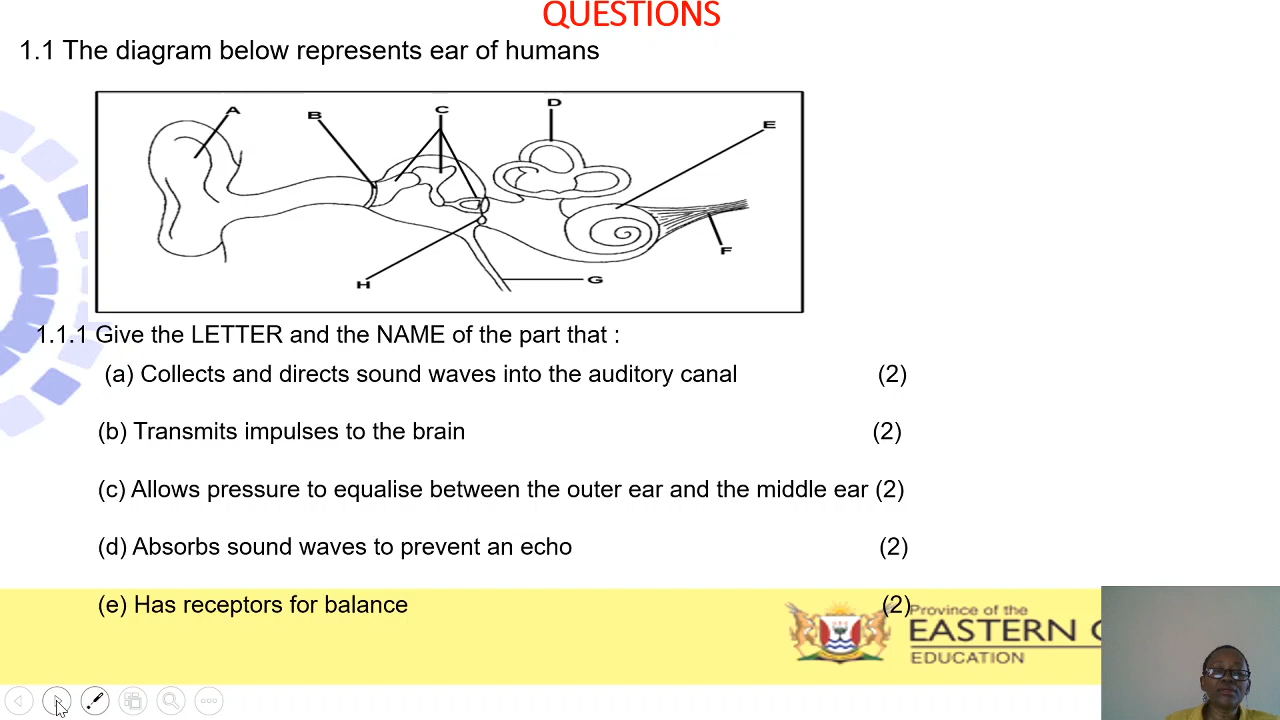 QUESTIONS
1.1 The diagram below represents ear of humans
A
B
C
D
E
F
G
H
1.1.1 Give the LETTER and the NAME of the part that :
(a) Collects and directs sound waves into the auditory canal (2)
(b) Transmits impulses to the brain (2)
(c) Allows pressure to equalise between the outer ear and the middle ear (2)
(d) Absorbs sound waves to prevent an echo (2)
(e) Has receptors for balance (2)
Province of the
EASTERN
EDUCATION